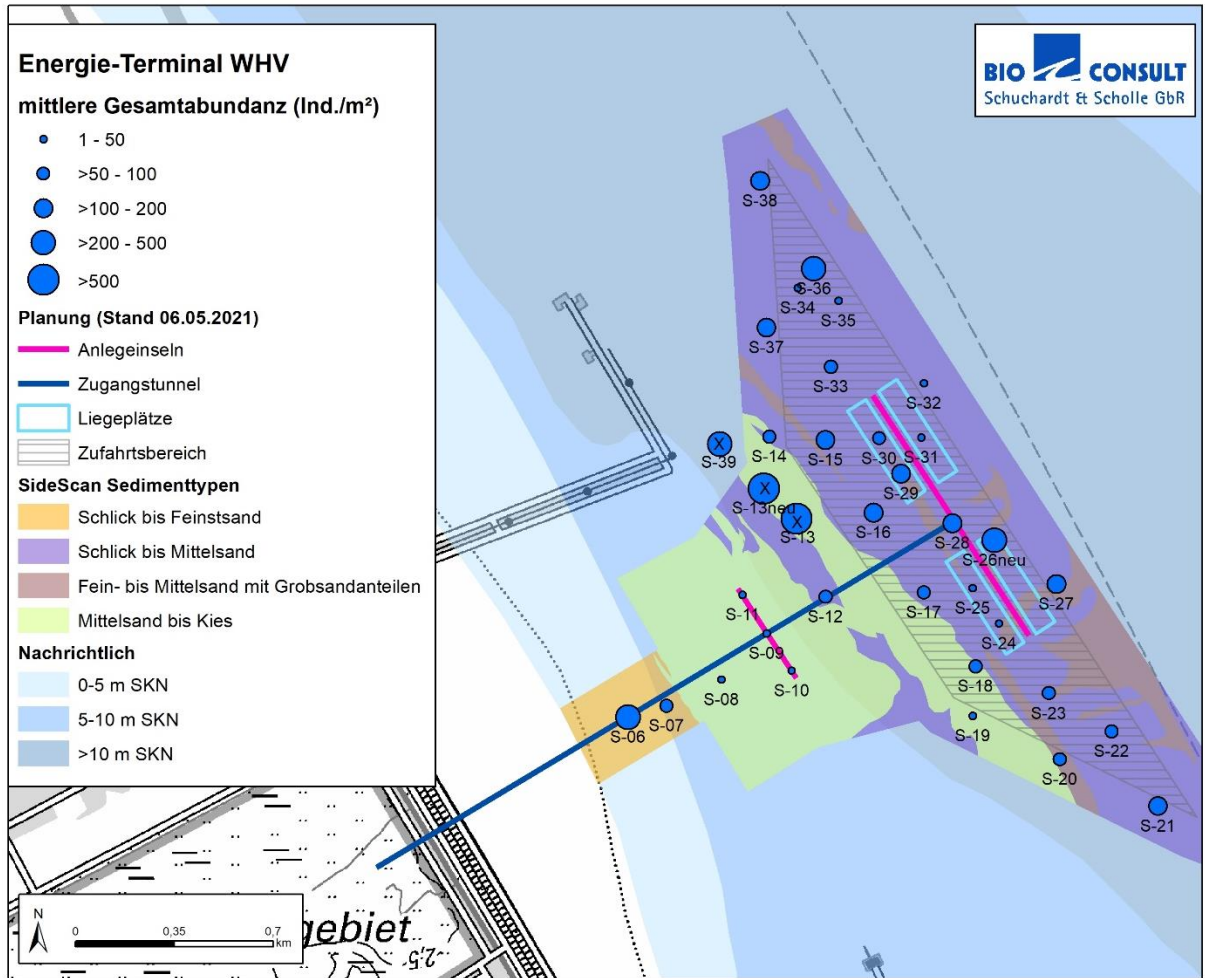 Energie-Terminal WHV
mittlere Gesamtabundanz (Ind./m²)
1 - 50
>50 - 100
>100 - 200
>200 - 500
>500
Planung (Stand 06.05.2021)
Anlegeinseln
Zugangstunnel
Liegeplätze
Zufahrtsbereich
SideScan Sedimenttypen
Schlick bis Feinstsand
Schlick bis Mittelsand
Fein- bis Mittelsand mit Grobsandanteilen
Mittelsand bis Kies
Nachrichtlich
0-5 m SKN
5-10 m SKN
>10 m SKN
BIO CONSULT
Schuchardt & Scholle GbR
S-38
S-36
S-34
S-35
S-37
S-33
S-32
S-39
X
S-14
S-15
S-30
S-31
S-29
X
S-13neu
X
S-13
S-16
S-28
S-26neu
S-11
S-12
S-17
S-25
S-27
S-09
S-24
S-10
S-08
S-18
S-07
S-06
S-19
S-23
S-22
S-20
S-21
N
0 0,35 0,7
km
gebiet
2,5